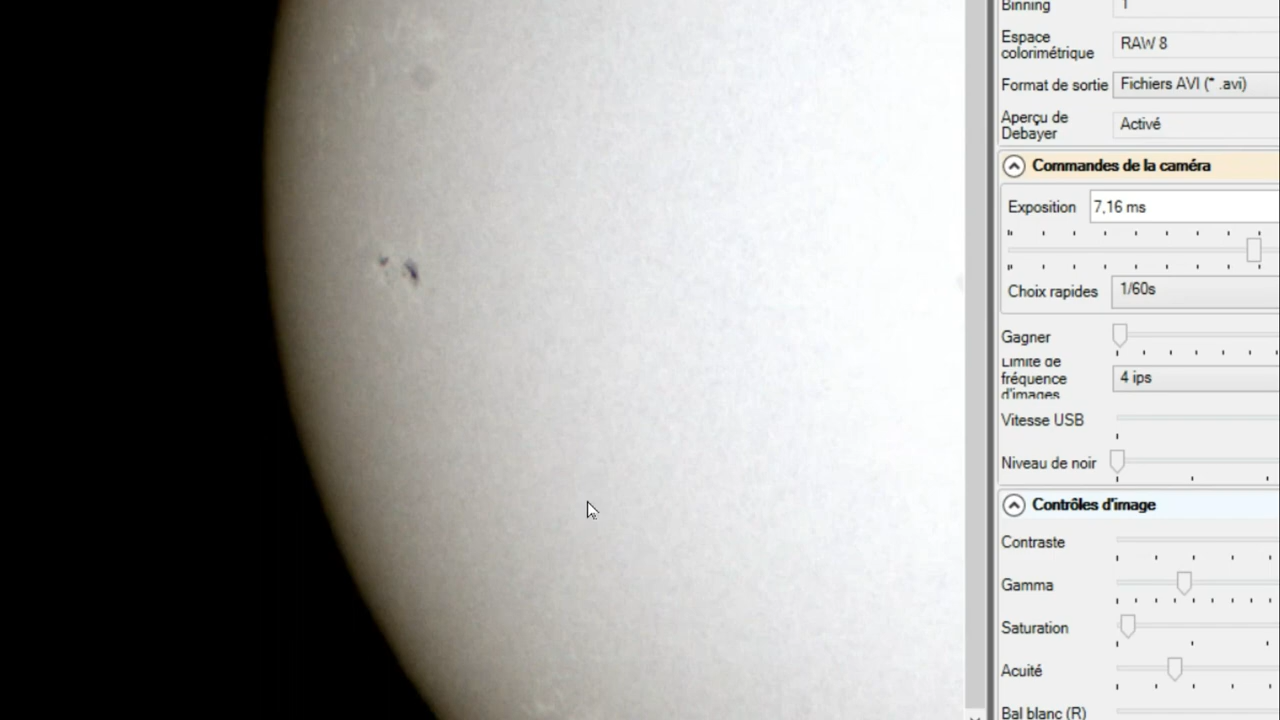 Binning 1
Espace
colorimétrique
RAW 8
Format de sortie Fichiers AVI (* .avi)
Aperçu de
Debayer
Activé
Commandes de la caméra
Exposition 7,16 ms
Choix rapides 1/60s
Gagner
Limite de
fréquence
d'images
4 ips
Vitesse USB
Niveau de noir
Contrôles d'image
Contraste
Gamma
Saturation
Acuité
Bal blanc (R)